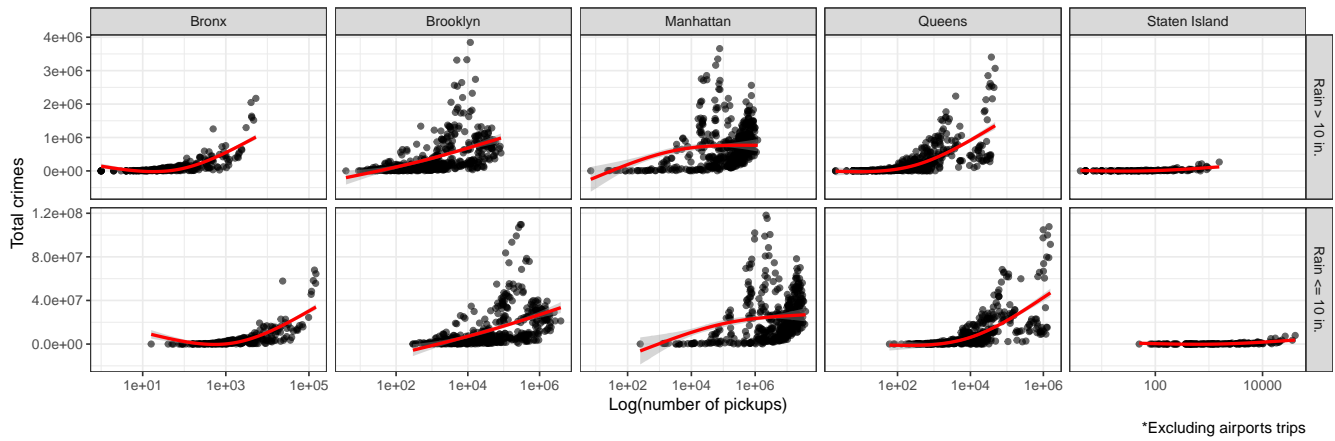 Bronx Brooklyn Manhattan Queens Staten Island
4e+06
3e+06
2e+06
1e+06
0e+00
Rain > 10 in.
Total crimes
1.2e+08
8.0e+07
4.0e+07
0.0e+00
Rain <= 10 in.
1e+01 1e+03 1e+05 1e+02 1e+04 1e+06 1e+02 1e+04 1e+06 1e+02 1e+04 1e+06 100 10000
Log(number of pickups)
*Excluding airports trips